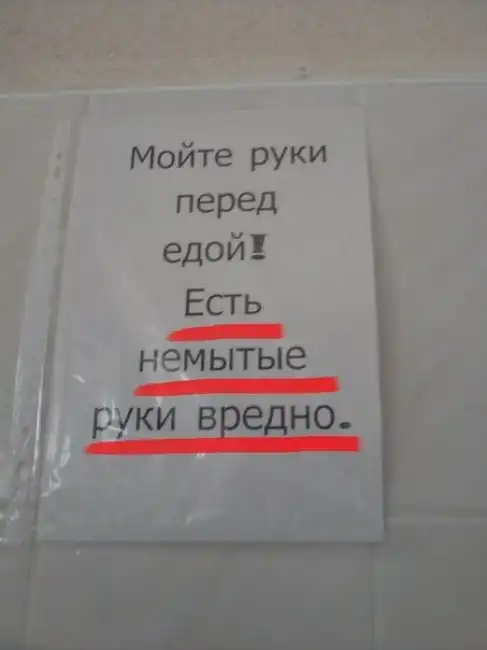 Мойте руки
перед
едой!
Есть
немытые
руки вредно.